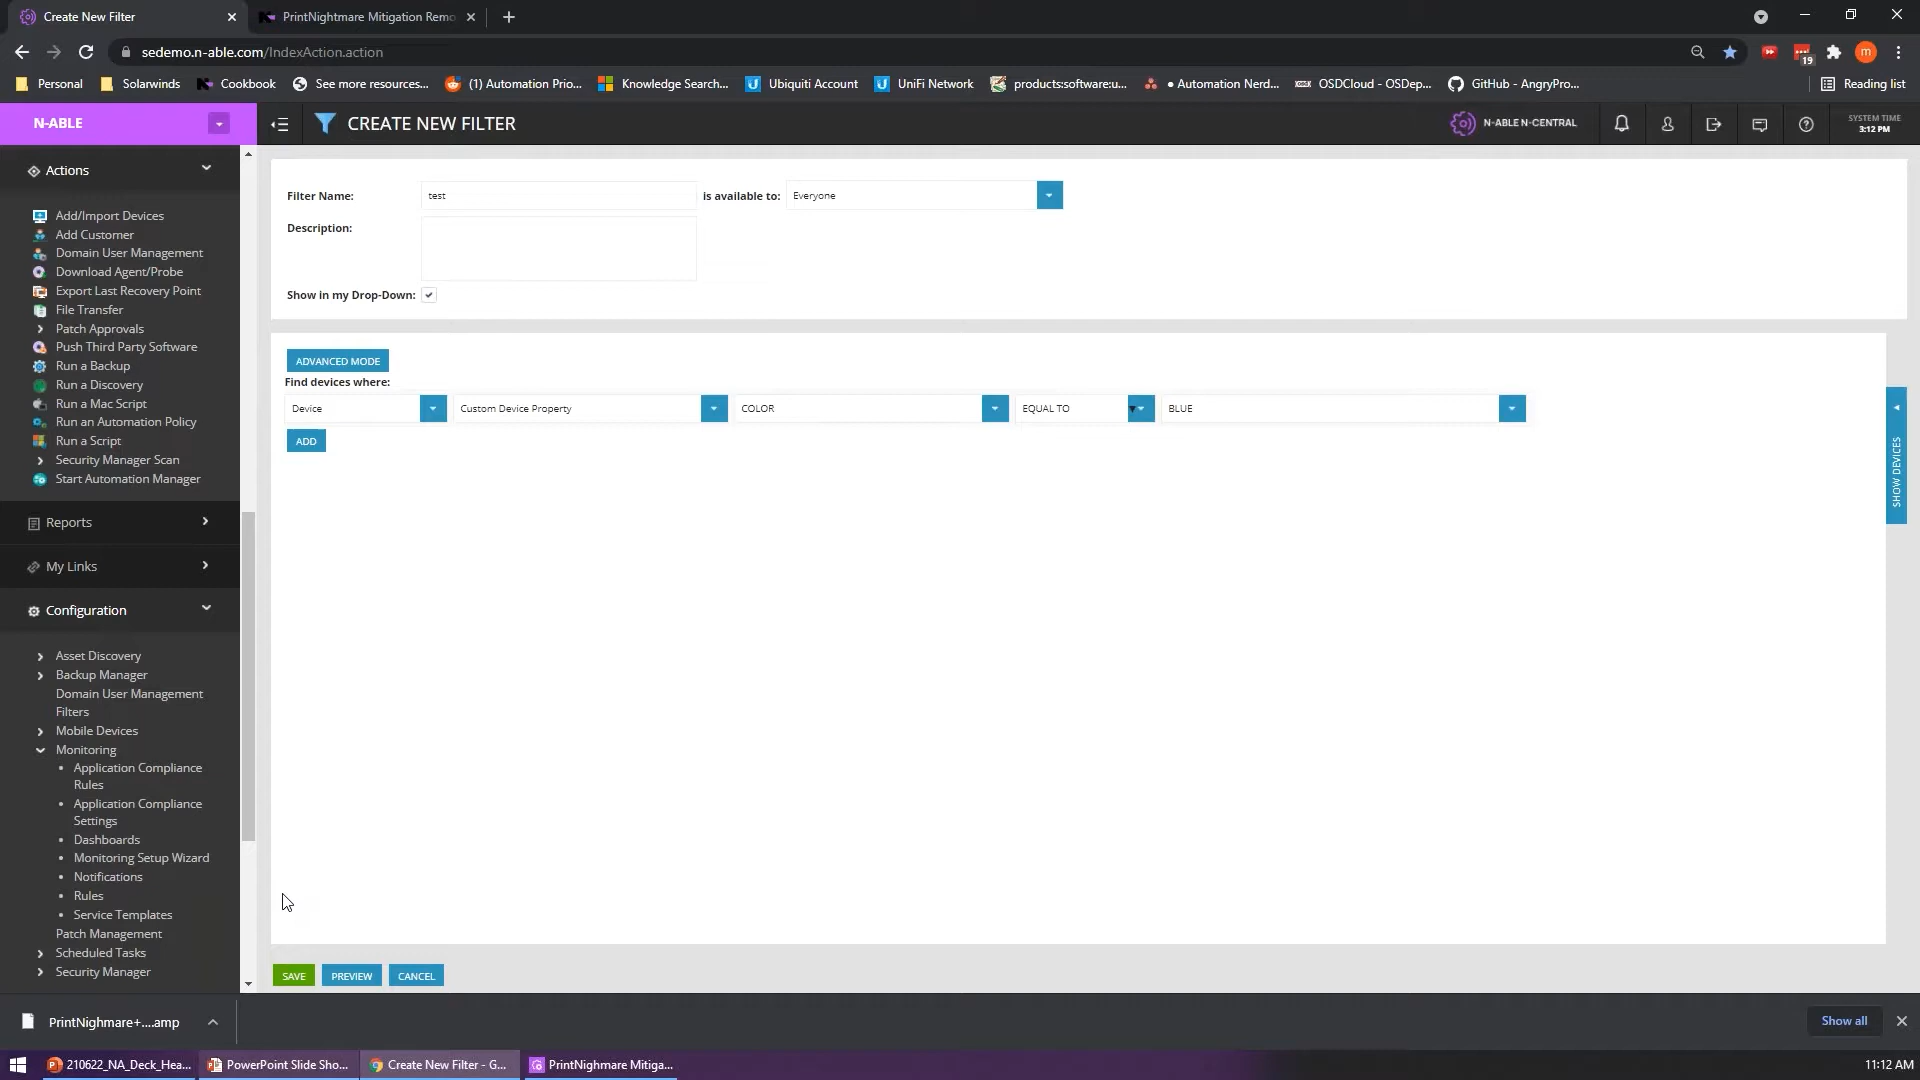 Create New Filter
PrintNightmare Mitigation Remo
sedemo.n-able.com/IndexAction.action
19
m
Personal
Solarwinds
Cookbook
See more resources...
(1) Automation Prio...
Knowledge Search...
Ubiquiti Account
UniFi Network
products:software:u...
• Automation Nerd...
OSDCloud - OSDep...
GitHub - AngryPro...
Reading list
N-ABLE
CREATE NEW FILTER
N-ABLE N-CENTRAL
SYSTEM TIME
3:12 PM
Actions
Add/Import Devices
Add Customer
Domain User Management
Download Agent/Probe
Export Last Recovery Point
File Transfer
Patch Approvals
Push Third Party Software
Run a Backup
Run a Discovery
Run a Mac Script
Run an Automation Policy
Run a Script
Security Manager Scan
Start Automation Manager
Reports
My Links
Configuration
Asset Discovery
Backup Manager
Domain User Management
Filters
Mobile Devices
Monitoring
• Application Compliance
Rules
• Application Compliance
Settings
• Dashboards
• Monitoring Setup Wizard
• Notifications
• Rules
• Service Templates
Patch Management
Scheduled Tasks
Security Manager
Filter Name: test is available to: Everyone
Description:
Show in my Drop-Down:
ADVANCED MODE
Find devices where:
Device Custom Device Property COLOR EQUAL TO BLUE
ADD
SHOW DEVICES
SAVE PREVIEW CANCEL
PrintNighmare+....amp
Show all
210622_NA_Deck_Hea...
PowerPoint Slide Sho...
Create New Filter - G...
PrintNighmare Mitiga...
11:12 AM